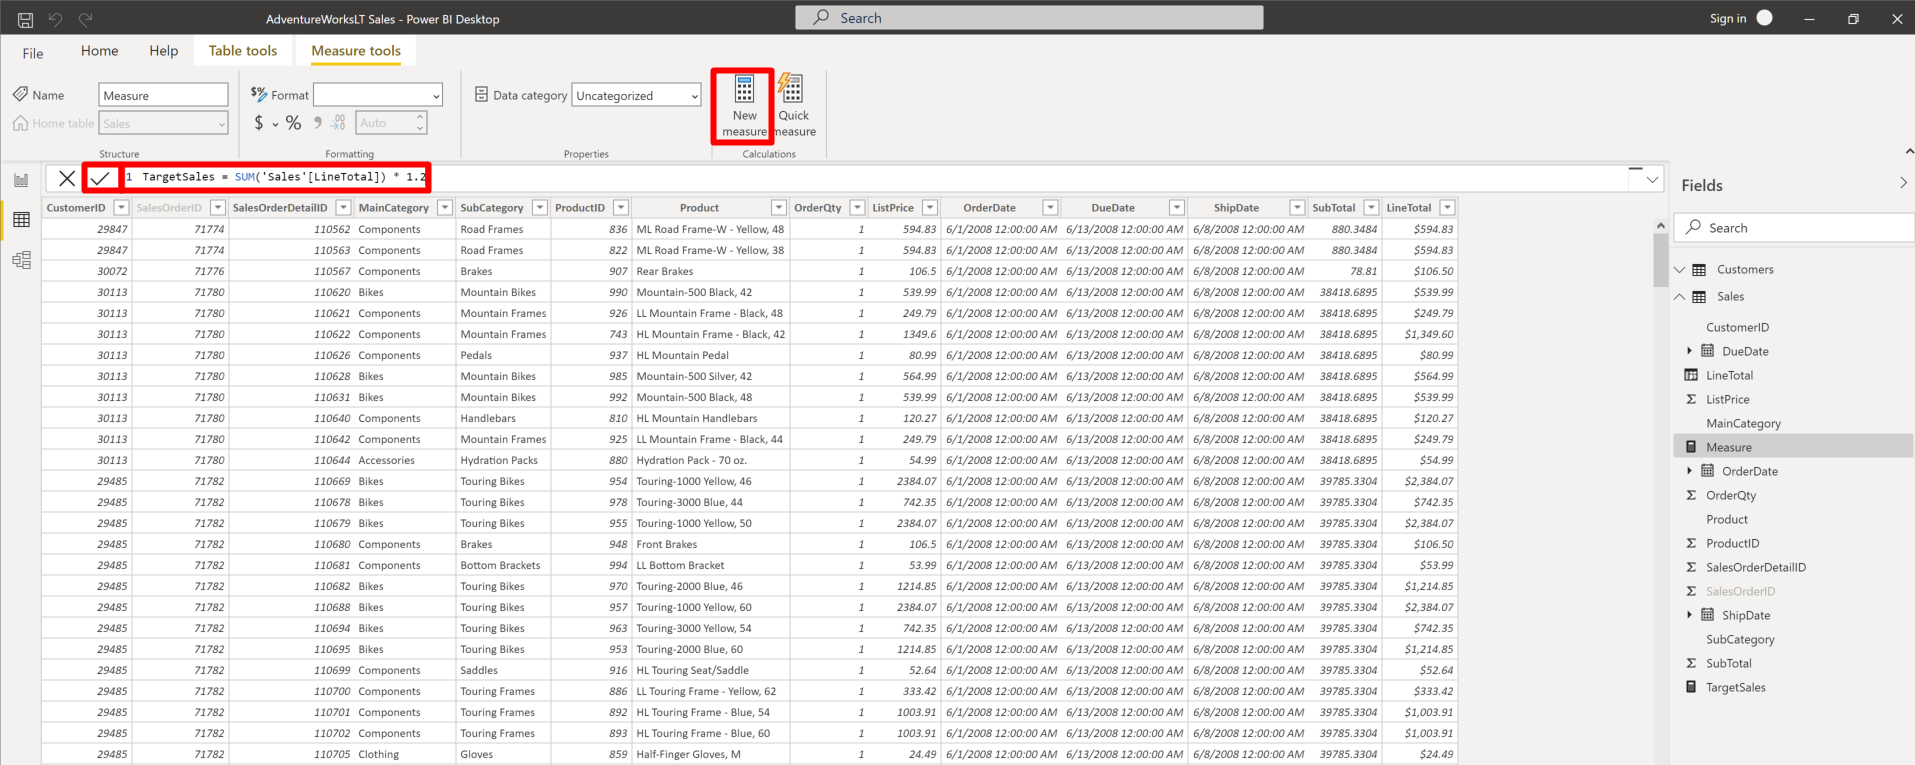 AdventureWorksLT Sales - Power BI Desktop
Search
Sign in
File
Home
Help
Table tools
Measure tools
Name
Measure
Home table
Sales
Structure
$% Format
$ % Auto
Formatting
Data category
Uncategorized
Properties
New measure
Quick measure
Calculations
1 TargetSales = SUM('Sales'[LineTotal]) * 1.2
CustomerID SalesOrderID SalesOrderDetailID MainCategory SubCategory ProductID Product OrderQty ListPrice OrderDate DueDate ShipDate SubTotal LineTotal
29847 71774 110562 Components Road Frames 836 ML Road Frame-W - Yellow, 48 1 594.83 6/1/2008 12:00:00 AM 6/13/2008 12:00:00 AM 6/8/2008 12:00:00 AM 880.3484 $594.83
29847 71774 110563 Components Road Frames 822 ML Road Frame-W - Yellow, 38 1 594.83 6/1/2008 12:00:00 AM 6/13/2008 12:00:00 AM 6/8/2008 12:00:00 AM 880.3484 $594.83
30072 71776 110567 Components Brakes 907 Rear Brakes 1 106.5 6/1/2008 12:00:00 AM 6/13/2008 12:00:00 AM 6/8/2008 12:00:00 AM 78.81 $106.50
30113 71780 110620 Bikes Mountain Bikes 990 Mountain-500 Black, 42 1 539.99 6/1/2008 12:00:00 AM 6/13/2008 12:00:00 AM 6/8/2008 12:00:00 AM 38418.6895 $539.99
30113 71780 110621 Components Mountain Frames 926 LL Mountain Frame - Black, 48 1 249.79 6/1/2008 12:00:00 AM 6/13/2008 12:00:00 AM 6/8/2008 12:00:00 AM 38418.6895 $249.79
30113 71780 110622 Components Mountain Frames 743 HL Mountain Frame - Black, 42 1 1349.6 6/1/2008 12:00:00 AM 6/13/2008 12:00:00 AM 6/8/2008 12:00:00 AM 38418.6895 $1,349.60
30113 71780 110626 Components Pedals 937 HL Mountain Pedal 1 80.99 6/1/2008 12:00:00 AM 6/13/2008 12:00:00 AM 6/8/2008 12:00:00 AM 38418.6895 $80.99
30113 71780 110628 Bikes Mountain Bikes 985 Mountain-500 Silver, 42 1 564.99 6/1/2008 12:00:00 AM 6/13/2008 12:00:00 AM 6/8/2008 12:00:00 AM 38418.6895 $564.99
30113 71780 110631 Bikes Mountain Bikes 992 Mountain-500 Black, 48 1 539.99 6/1/2008 12:00:00 AM 6/13/2008 12:00:00 AM 6/8/2008 12:00:00 AM 38418.6895 $539.99
30113 71780 110640 Components Handlebars 810 HL Mountain Handlebars 1 120.27 6/1/2008 12:00:00 AM 6/13/2008 12:00:00 AM 6/8/2008 12:00:00 AM 38418.6895 $120.27
30113 71780 110642 Components Mountain Frames 925 LL Mountain Frame - Black, 44 1 249.79 6/1/2008 12:00:00 AM 6/13/2008 12:00:00 AM 6/8/2008 12:00:00 AM 38418.6895 $249.79
30113 71780 110644 Accessories Hydration Packs 880 Hydration Pack - 70 oz. 1 54.99 6/1/2008 12:00:00 AM 6/13/2008 12:00:00 AM 6/8/2008 12:00:00 AM 38418.6895 $54.99
29485 71782 110669 Bikes Touring Bikes 954 Touring-1000 Yellow, 46 1 2384.07 6/1/2008 12:00:00 AM 6/13/2008 12:00:00 AM 6/8/2008 12:00:00 AM 39785.3304 $2,384.07
29485 71782 110678 Bikes Touring Bikes 978 Touring-3000 Blue, 44 1 742.35 6/1/2008 12:00:00 AM 6/13/2008 12:00:00 AM 6/8/2008 12:00:00 AM 39785.3304 $742.35
29485 71782 110679 Bikes Touring Bikes 955 Touring-1000 Yellow, 50 1 2384.07 6/1/2008 12:00:00 AM 6/13/2008 12:00:00 AM 6/8/2008 12:00:00 AM 39785.3304 $2,384.07
29485 71782 110680 Components Brakes 948 Front Brakes 1 106.5 6/1/2008 12:00:00 AM 6/13/2008 12:00:00 AM 6/8/2008 12:00:00 AM 39785.3304 $106.50
29485 71782 110681 Components Bottom Brackets 994 LL Bottom Bracket 1 53.99 6/1/2008 12:00:00 AM 6/13/2008 12:00:00 AM 6/8/2008 12:00:00 AM 39785.3304 $53.99
29485 71782 110682 Bikes Touring Bikes 970 Touring-2000 Blue, 46 1 1214.85 6/1/2008 12:00:00 AM 6/13/2008 12:00:00 AM 6/8/2008 12:00:00 AM 39785.3304 $1,214.85
29485 71782 110688 Bikes Touring Bikes 957 Touring-1000 Yellow, 60 1 2384.07 6/1/2008 12:00:00 AM 6/13/2008 12:00:00 AM 6/8/2008 12:00:00 AM 39785.3304 $2,384.07
29485 71782 110694 Bikes Touring Bikes 963 Touring-3000 Yellow, 54 1 742.35 6/1/2008 12:00:00 AM 6/13/2008 12:00:00 AM 6/8/2008 12:00:00 AM 39785.3304 $742.35
29485 71782 110695 Bikes Touring Bikes 953 Touring-2000 Blue, 60 1 1214.85 6/1/2008 12:00:00 AM 6/13/2008 12:00:00 AM 6/8/2008 12:00:00 AM 39785.3304 $1,214.85
29485 71782 110699 Components Saddles 916 HL Touring Seat/Saddle 1 52.64 6/1/2008 12:00:00 AM 6/13/2008 12:00:00 AM 6/8/2008 12:00:00 AM 39785.3304 $52.64
29485 71782 110700 Components Touring Frames 886 LL Touring Frame - Yellow, 62 1 333.42 6/1/2008 12:00:00 AM 6/13/2008 12:00:00 AM 6/8/2008 12:00:00 AM 39785.3304 $333.42
29485 71782 110701 Components Touring Frames 892 HL Touring Frame - Blue, 54 1 1003.91 6/1/2008 12:00:00 AM 6/13/2008 12:00:00 AM 6/8/2008 12:00:00 AM 39785.3304 $1,003.91
29485 71782 110702 Components Touring Frames 893 HL Touring Frame - Blue, 60 1 1003.91 6/1/2008 12:00:00 AM 6/13/2008 12:00:00 AM 6/8/2008 12:00:00 AM 39785.3304 $1,003.91
29485 71782 110705 Clothing Gloves 859 Half-Finger Gloves, M 1 24.49 6/1/2008 12:00:00 AM 6/13/2008 12:00:00 AM 6/8/2008 12:00:00 AM 39785.3304 $24.49
Fields
Search
Customers
Sales
CustomerID
DueDate
LineTotal
ListPrice
MainCategory
Measure
OrderDate
OrderQty
Product
ProductID
SalesOrderDetailID
SalesOrderID
ShipDate
SubCategory
SubTotal
TargetSales